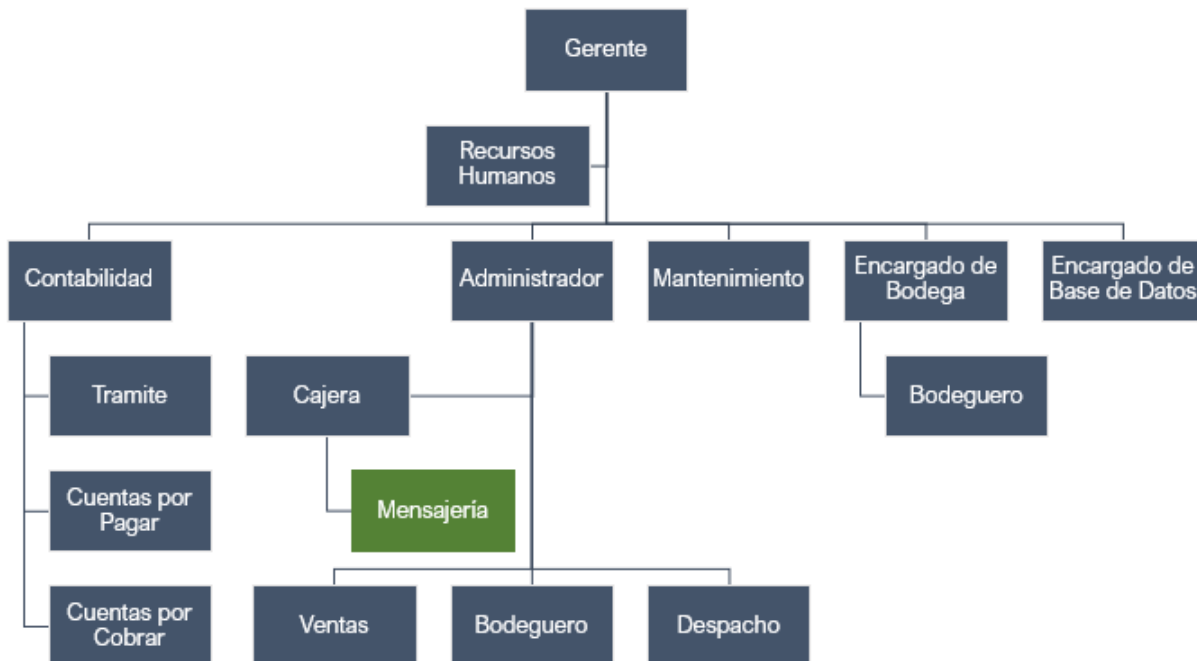 Gerente
Recursos
Humanos
Contabilidad
Administrador
Mantenimiento
Encargado de
Bodega
Encargado de
Base de Datos
Tramite
Cajera
Bodeguero
Cuentas por
Pagar
Mensajería
Cuentas por
Cobrar
Ventas
Bodeguero
Despacho